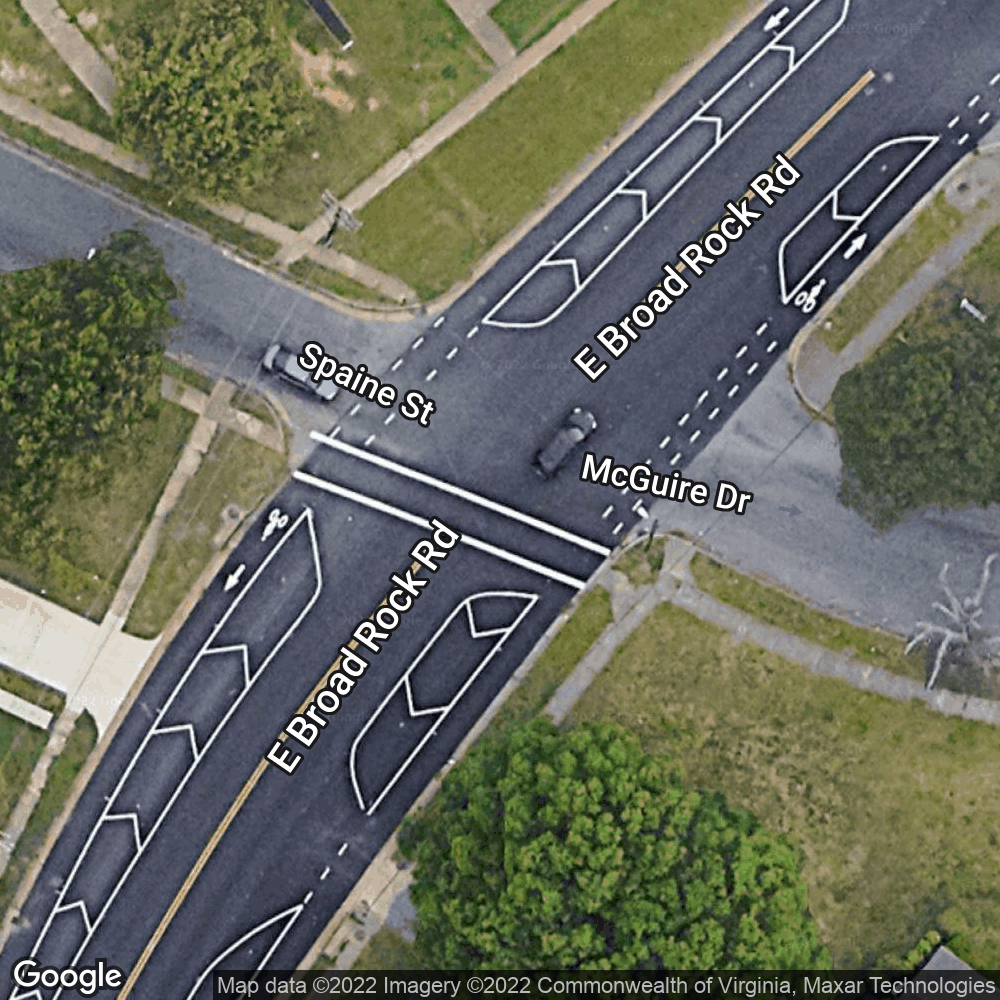 E Broad Rock Rd
Spaine St
McGuire Dr
E Broad Rock Rd
Google
Map data ©2022 Imagery ©2022 Commonwealth of Virginia, Maxar Technologies